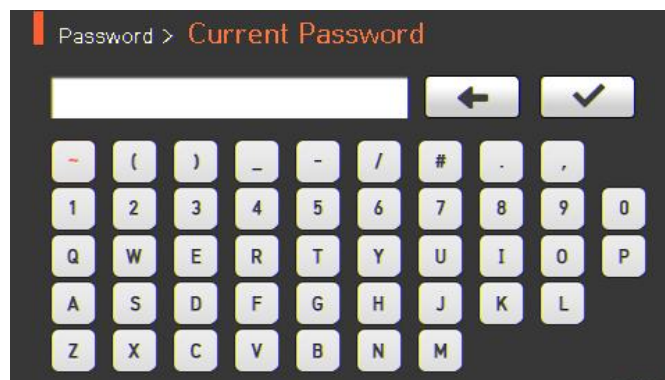 Password > Current Password
~ ( ) _ - / # . ,
1 2 3 4 5 6 7 8 9 0
Q W E R T Y U I O P
A S D F G H J K L
Z X C V B N M